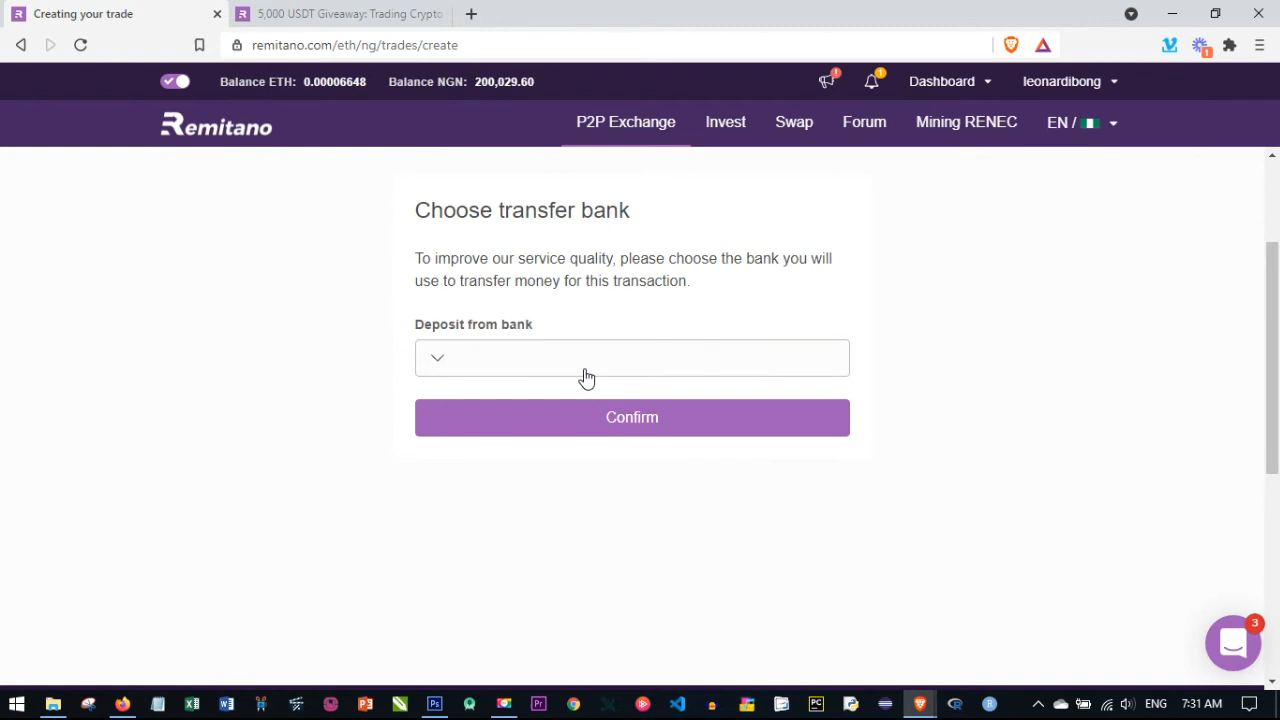 Creating your trade
5,000 USDT Giveaway: Trading Crypto
remitano.com/eth/ng/trades/create
1
Balance ETH: 0.00006648 Balance NGN: 200,029.60
! 1 Dashboard leonardibong
Remitano P2P Exchange Invest Swap Forum Mining RENEC EN /
Choose transfer bank
To improve our service quality, please choose the bank you will
use to transfer money for this transaction.
Deposit from bank
Confirm
3
ENG 7:31 AM